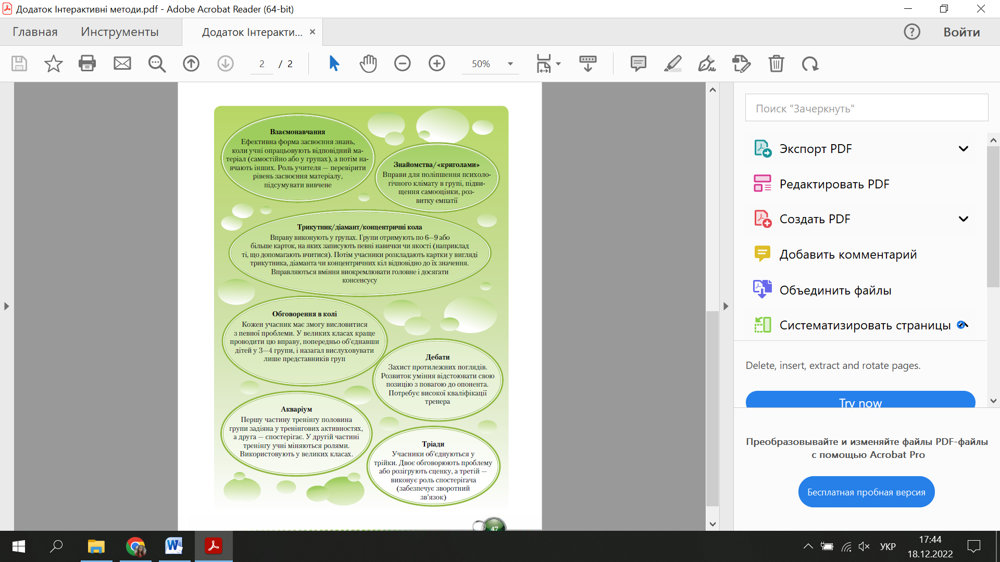 Додаток Інтерактивні методи.pdf - Adobe Acrobat Reader (64-bit)
Главная
Инструменты
Додаток Інтеракти... ×
?
Войти
2 / 2
50%
Взаємонавчання
Ефективна форма засвоєння знань,
коли учні опрацьовують відповідний ма-
теріал (самостійно або у групах), а потім на-
вчають інших. Роль учителя — перевірити
рівень засвоєння матеріалу,
підсумувати вивчене
Знайомства/«криголами»
Вправи для поліпшення психоло-
гічного клімату в групі, підви-
щення самооцінки, роз-
витку емпатії
Трикутник/діамант/концентричні кола
Вправу виконують у групах. Групи отримують по 6—9 або
більше карток, на яких записують певні навички чи якості (наприклад
ті, що допомагають вчитися). Потім учасники розкладають картки у вигляді
трикутника, діаманта чи концентричних кіл відповідно до їх значення.
Вправляються вміння виокремлювати головне і досягати
консенсусу
Обговорення в колі
Кожен учасник має змогу висловитися
з певної проблеми. У великих класах краще
проводити цю вправу, попередньо об’єднавши
дітей у 3—4 групи, і назагал вислуховувати
лише представників груп
Дебати
Захист протилежних поглядів.
Розвиток уміння відстоювати свою
позицію з повагою до опонента.
Потребує високої кваліфікації
тренера
Акваріум
Першу частину тренінгу половина
групи задіяна у тренінгових активностях,
а друга — спостерігає. У другій частині
тренінгу учні міняються ролями.
Використовують у великих класах.
Тріади
Учасники об’єднуються у
трійки. Двоє обговорюють проблему
або розігрують сценку, а третій —
виконує роль спостерігача
(забезпечує зворотний
зв’язок)
47
Поиск "Зачеркнуть"
Экспорт PDF
Редактировать PDF
Создать PDF
Добавить комментарий
Объединить файлы
Систематизировать страницы
Delete, insert, extract and rotate pages.
Try now
Преобразовывайте и изменяйте файлы PDF-файлы
с помощью Acrobat Pro
Бесплатная пробная версия
W
УКР
17:44
18.12.2022